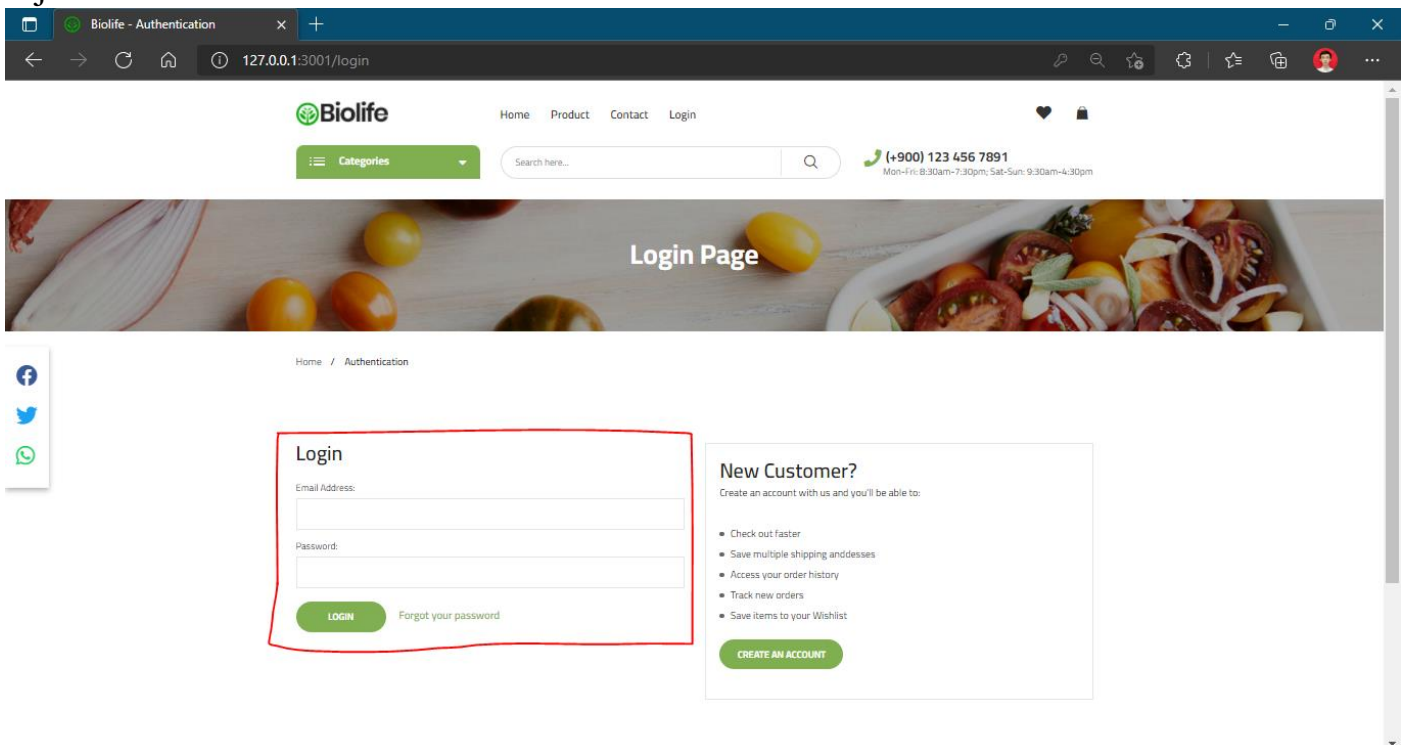 Biolife - Authentication
127.0.0.1:3001/login
Biolife
Home Product Contact Login
Categories
Search here...
(+900) 123 456 7891
Mon-Fri: 8:30am-7:30pm; Sat-Sun: 9:30am-4:30pm
Login Page
Home / Authentication
Login
Email Address:
Password:
LOGIN Forgot your password
New Customer?
Create an account with us and you'll be able to:
Check out faster
Save multiple shipping anddesses
Access your order history
Track new orders
Save items to your Wishlist
CREATE AN ACCOUNT